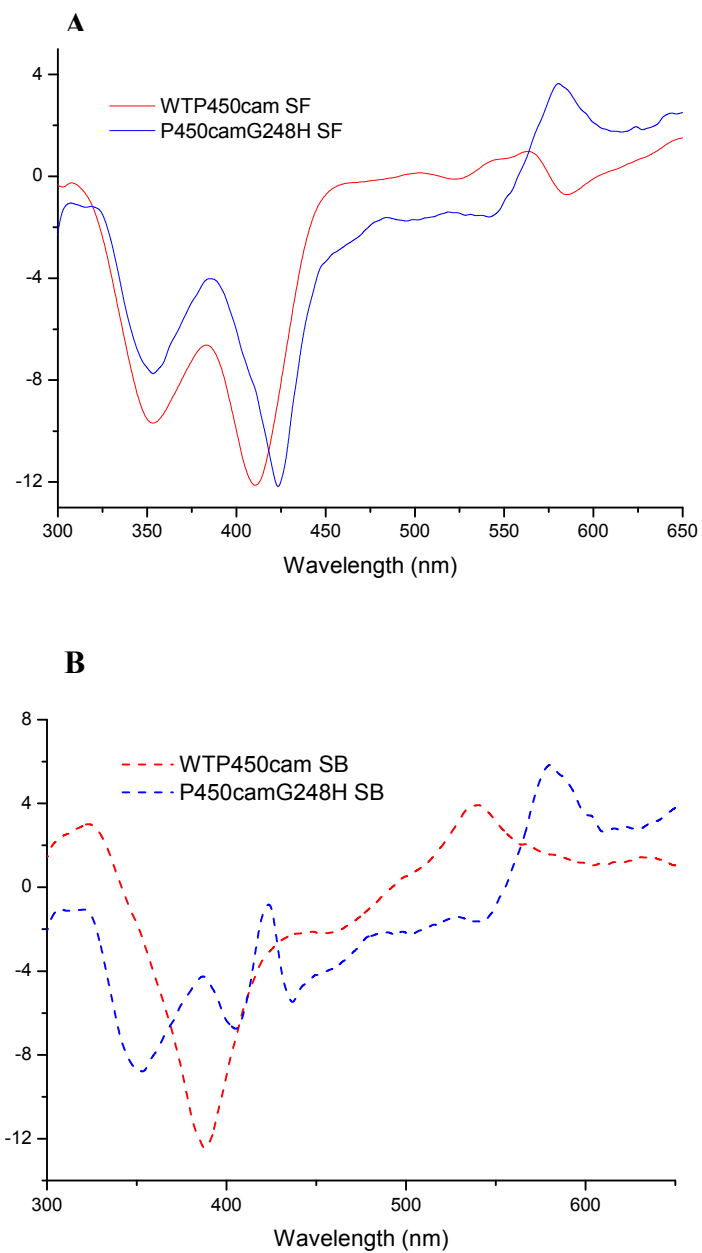 A
4
WTP450cam SF
P450camG248H SF
0
-4
-8
-12
300 350 400 450 500 550 600 650
Wavelength (nm)
B
8
WTP450cam SB
P450camG248H SB
4
0
-4
-8
-12
300 400 500 600
Wavelength (nm)